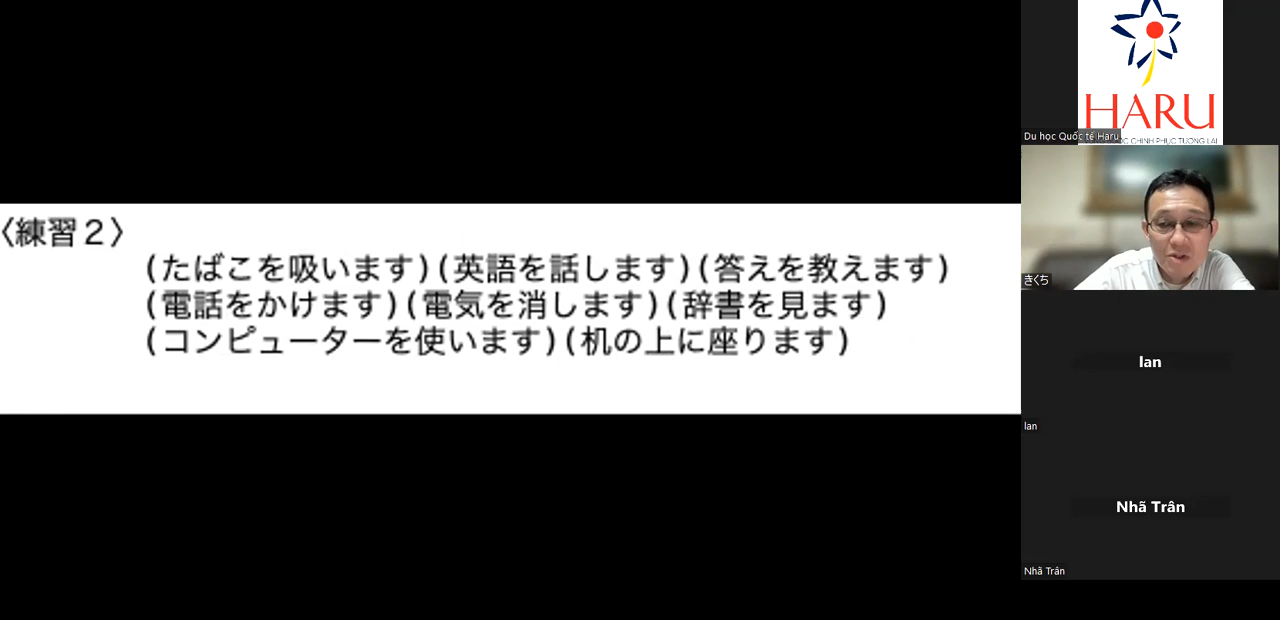 〈練習２〉
(たばこを吸います)(英語を話します)(答えを教えます)
(電話をかけます)(電気を消します)(辞書を見ます)
(コンピューターを使います)(机の上に座ります)
HARU
CHINH PHỤC TƯƠNG LAI
Du học Quốc tế Haru
きくち
lan
lan
Nhã Trân
Nhã Trân